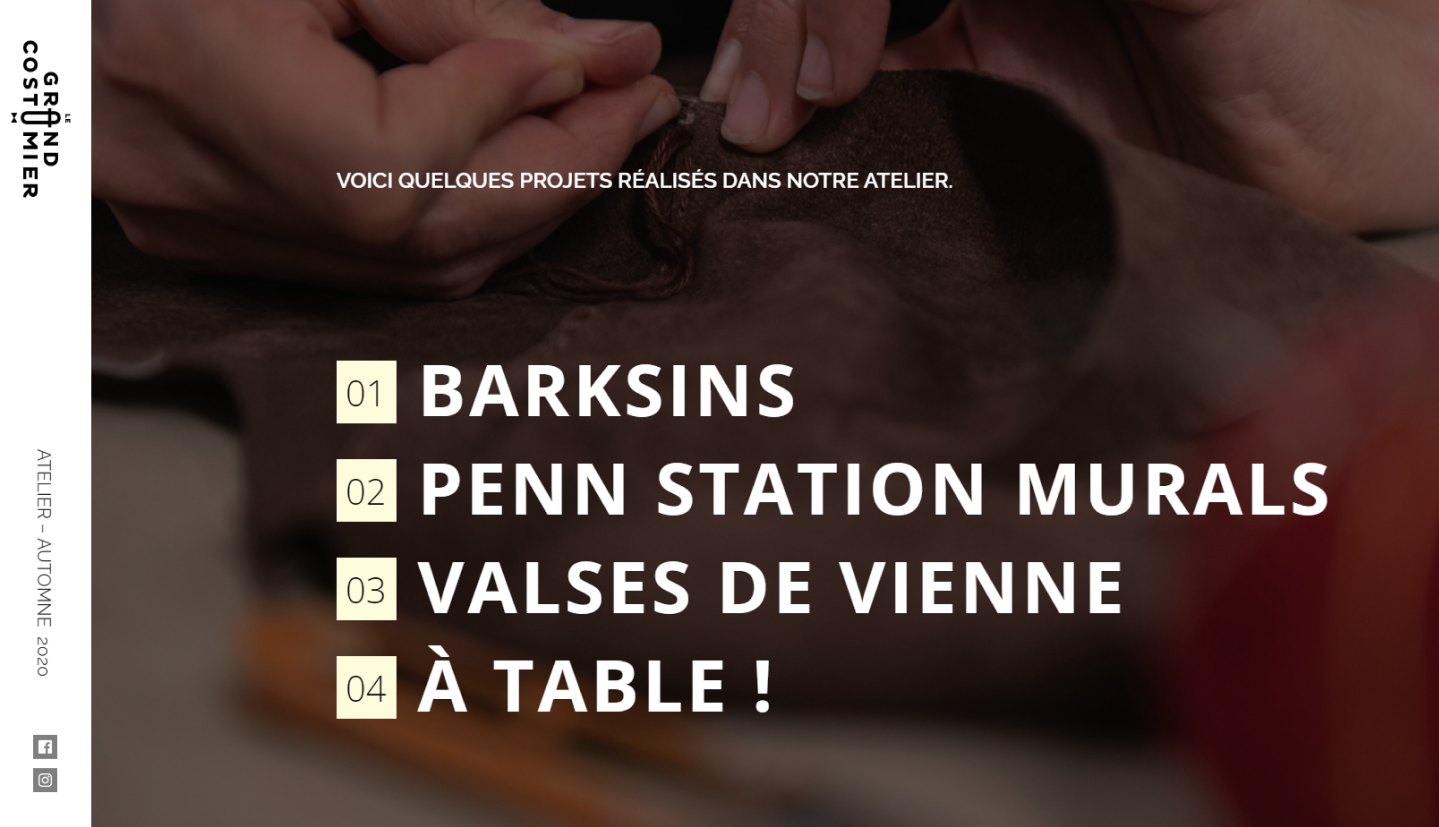 LE
GRAND
COSTUMIER
VOICI QUELQUES PROJETS RÉALISÉS DANS NOTRE ATELIER.
01 BARKSINS
02 PENN STATION MURALS
03 VALSES DE VIENNE
04 À TABLE !
ATELIER – AUTOMNE 2020